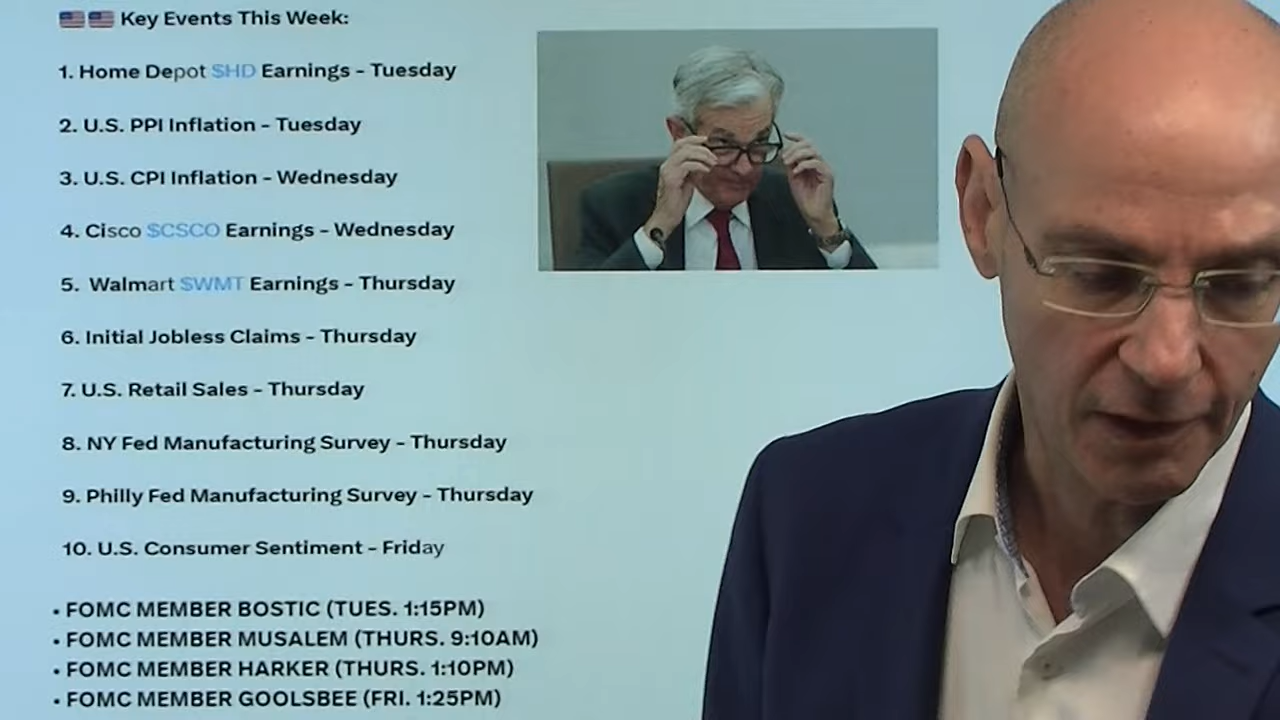 🇺🇸🇺🇸 Key Events This Week:
1. Home Depot $HD Earnings - Tuesday
2. U.S. PPI Inflation - Tuesday
3. U.S. CPI Inflation - Wednesday
4. Cisco $CSCO Earnings - Wednesday
5. Walmart $WMT Earnings - Thursday
6. Initial Jobless Claims - Thursday
7. U.S. Retail Sales - Thursday
8. NY Fed Manufacturing Survey - Thursday
9. Philly Fed Manufacturing Survey - Thursday
10. U.S. Consumer Sentiment - Friday
• FOMC MEMBER BOSTIC (TUES. 1:15PM)
• FOMC MEMBER MUSALEM (THURS. 9:10AM)
• FOMC MEMBER HARKER (THURS. 1:10PM)
• FOMC MEMBER GOOLSBEE (FRI. 1:25PM)